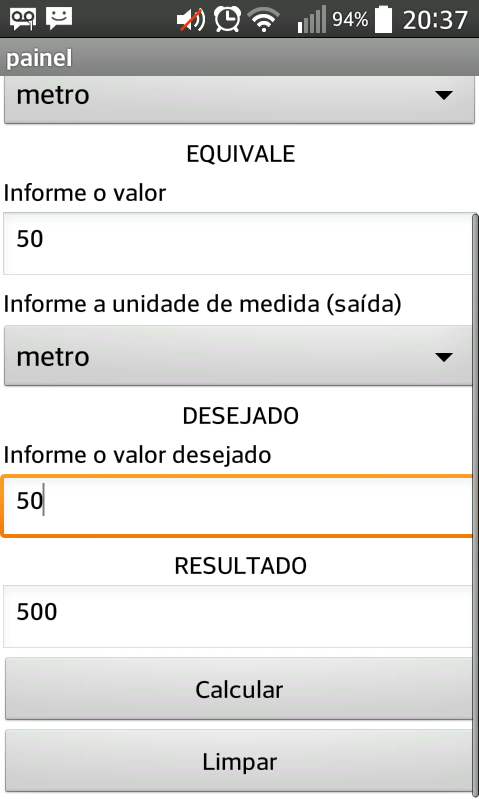 94% 20:37
painel
metro
EQUIVALE
Informe o valor
50
Informe a unidade de medida (saída)
metro
DESEJADO
Informe o valor desejado
50
RESULTADO
500
Calcular
Limpar